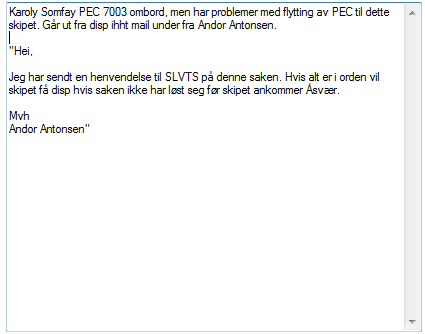 Karoly Somfay PEC 7003 ombord, men har problemer med flytting av PEC til dette
skipet. Går ut fra disp ihht mail under fra Andor Antonsen.
"Hei,
Jeg har sendt en henvendelse til SLVTS på denne saken. Hvis alt er i orden vil
skipet få disp hvis saken ikke har løst seg før skipet ankommer Åsvær.
Mvh
Andor Antonsen"